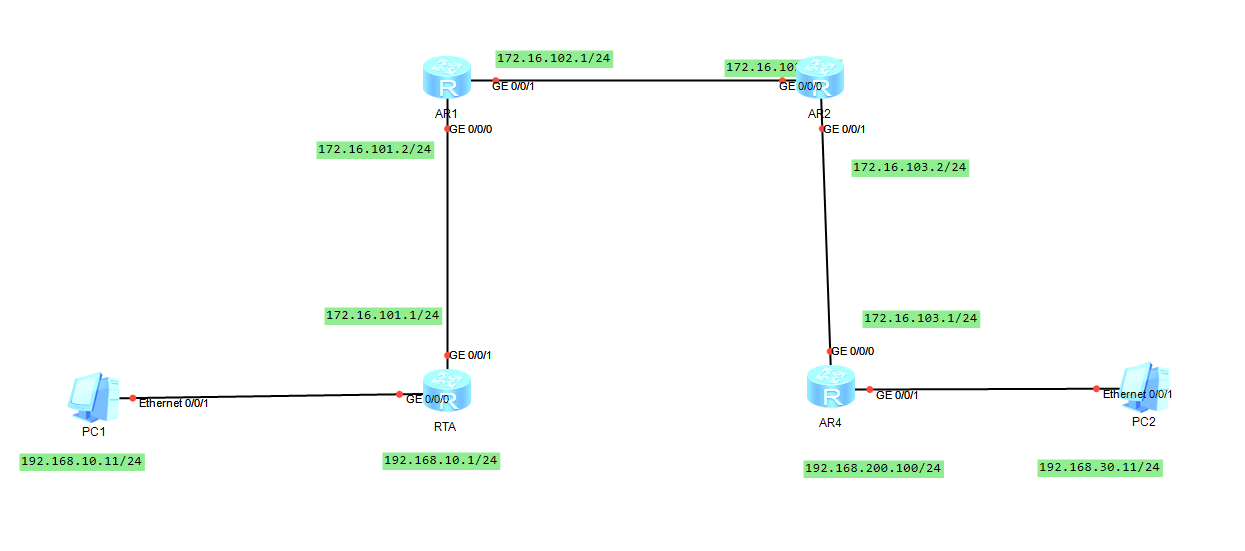 172.16.102.1/24
172.16.10
R
R
GE 0/0/1
GE 0/0/0
AR1
AR2
GE 0/0/0
GE 0/0/1
172.16.101.2/24
172.16.103.2/24
172.16.101.1/24
172.16.103.1/24
GE 0/0/1
GE 0/0/0
R
R
Ethernet 0/0/1
GE 0/0/0
GE 0/0/1
Ethernet 0/0/1
PC1
RTA
AR4
PC2
192.168.10.11/24
192.168.10.1/24
192.168.200.100/24
192.168.30.11/24